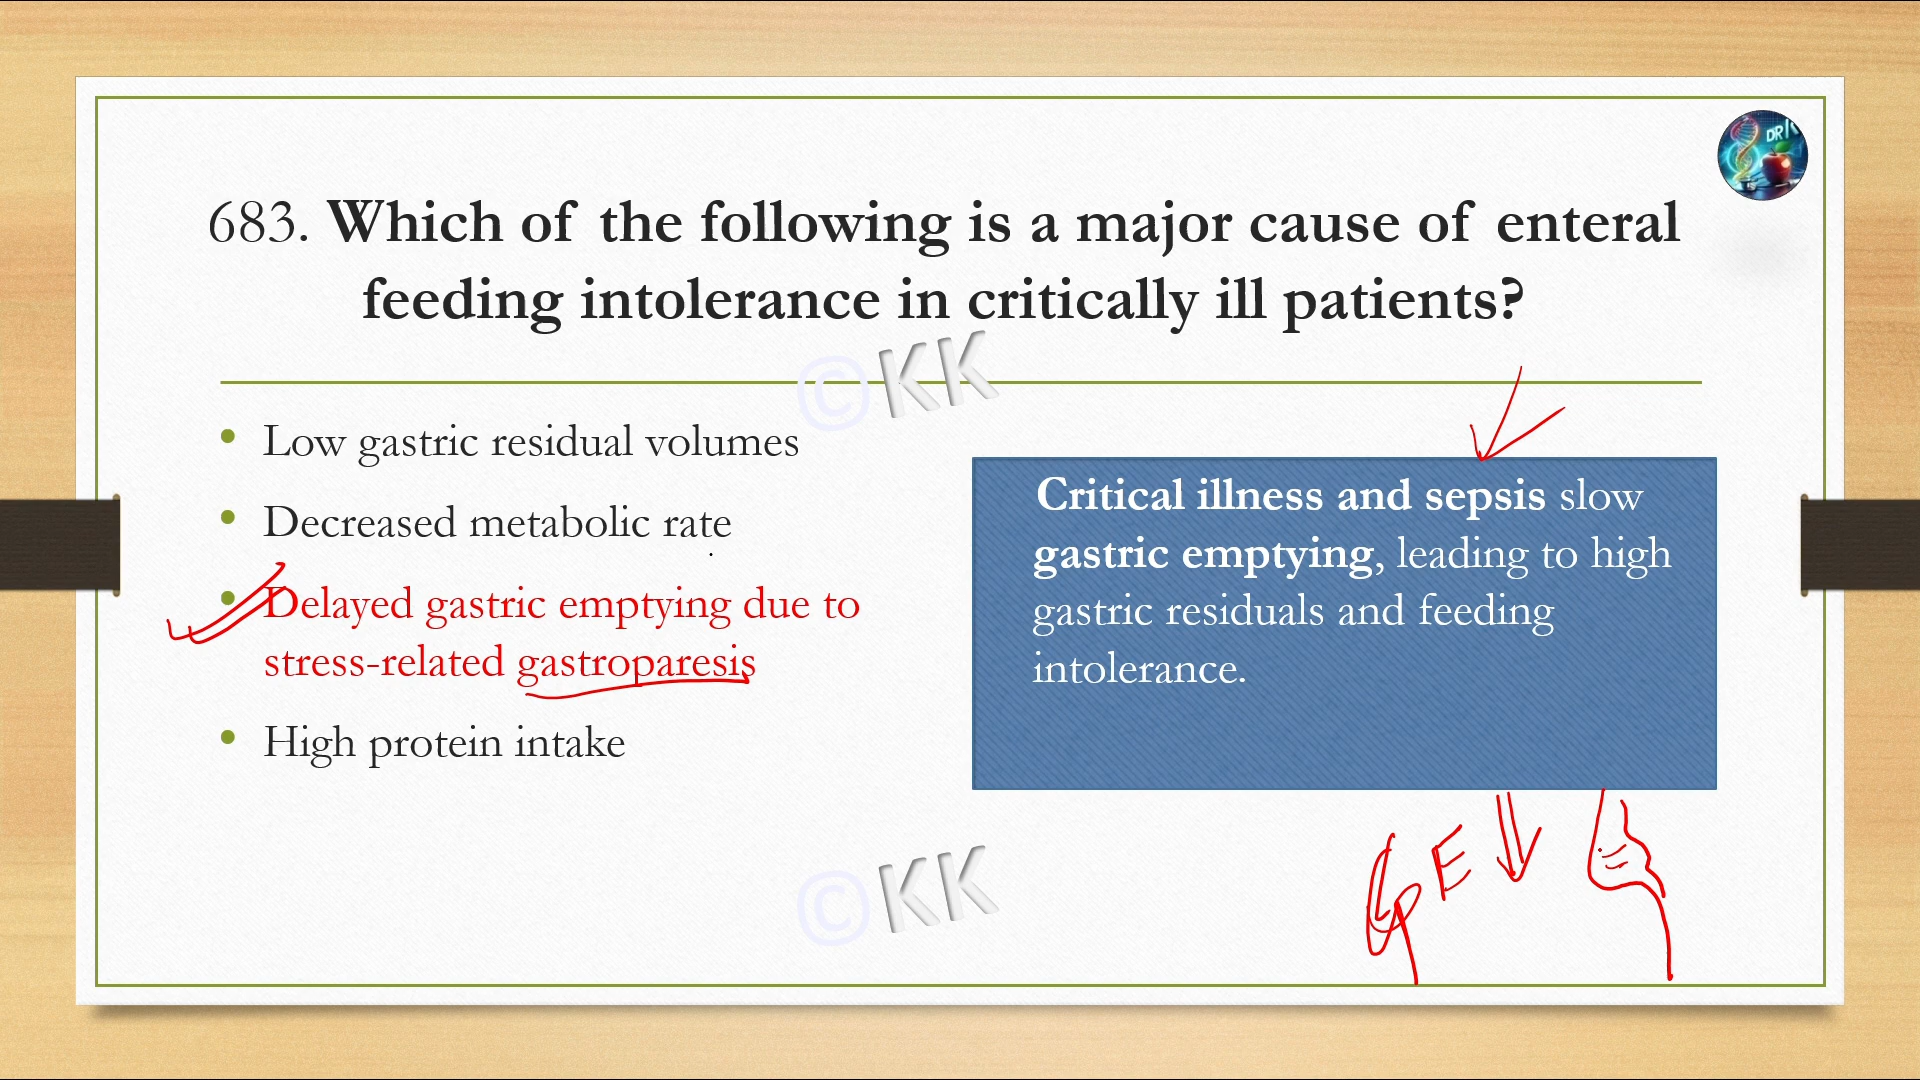 DR K
683. Which of the following is a major cause of enteral
feeding intolerance in critically ill patients?
©KK
• Low gastric residual volumes
• Decreased metabolic rate
• Delayed gastric emptying due to
stress-related gastroparesis
• High protein intake
Critical illness and sepsis slow
gastric emptying, leading to high
gastric residuals and feeding
intolerance.
GE
©KK